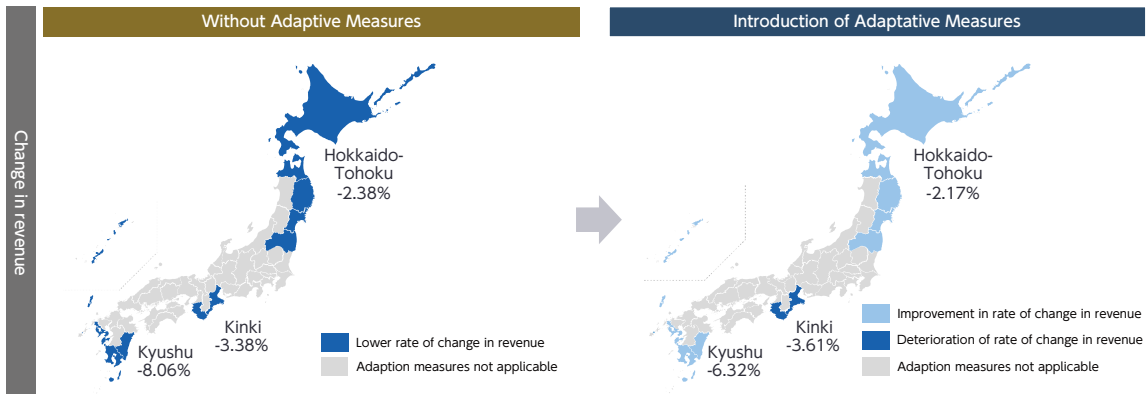 Without Adaptive Measures
Introduction of Adaptative Measures
Change in revenue
Hokkaido-
Tohoku
-2.38%
Kinki
-3.38%
Kyushu
-8.06%
Lower rate of change in revenue
Adaption measures not applicable
Hokkaido-
Tohoku
-2.17%
Kinki
-3.61%
Kyushu
-6.32%
Improvement in rate of change in revenue
Deterioration of rate of change in revenue
Adaption measures not applicable